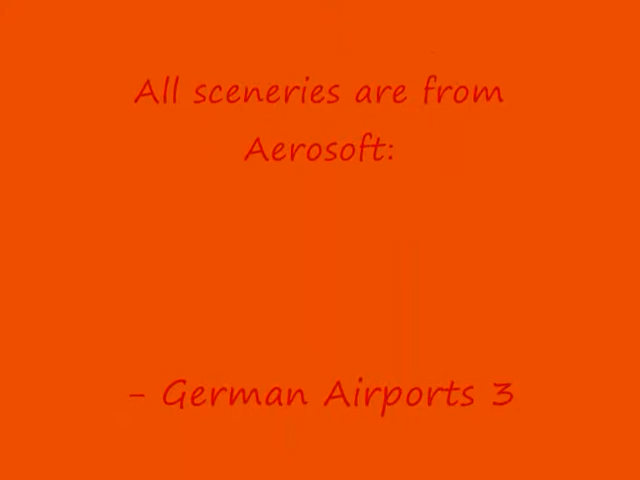 All sceneries are from
Aerosoft:
- German Airports 3